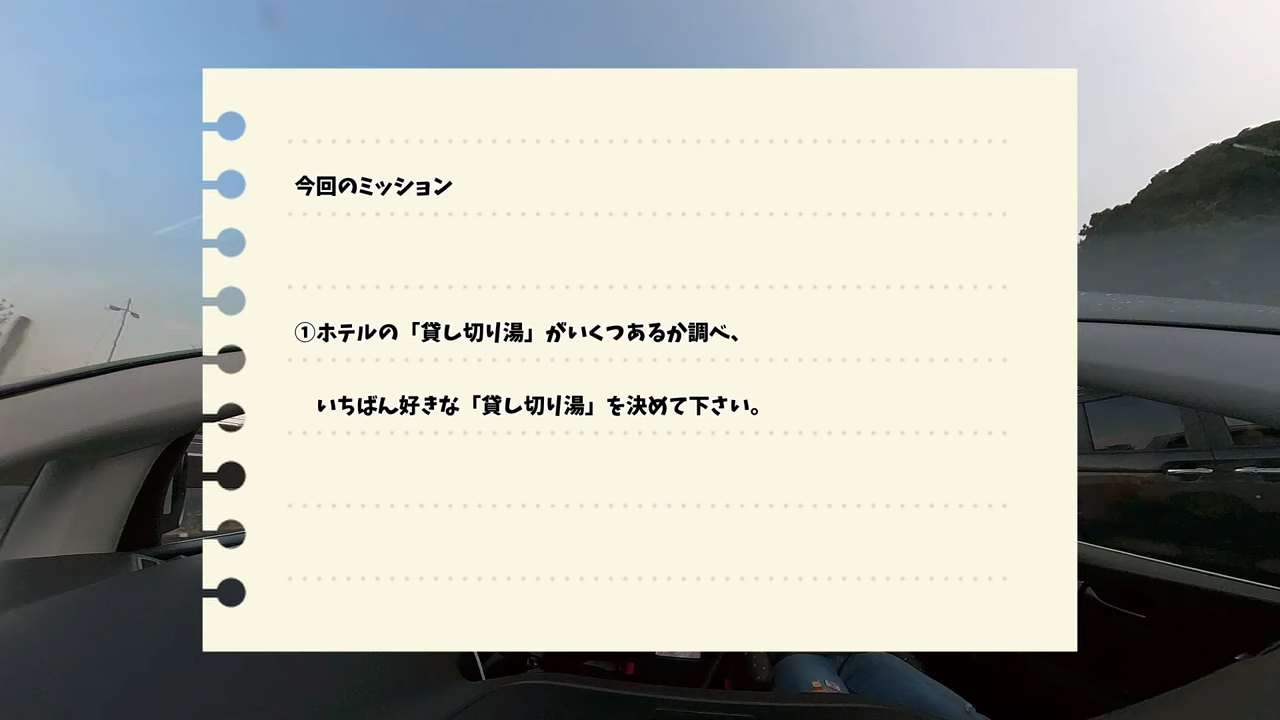 今回のミッション
①ホテルの「貸し切り湯」がいくつあるか調べ、
いちばん好きな「貸し切り湯」を決めて下さい。